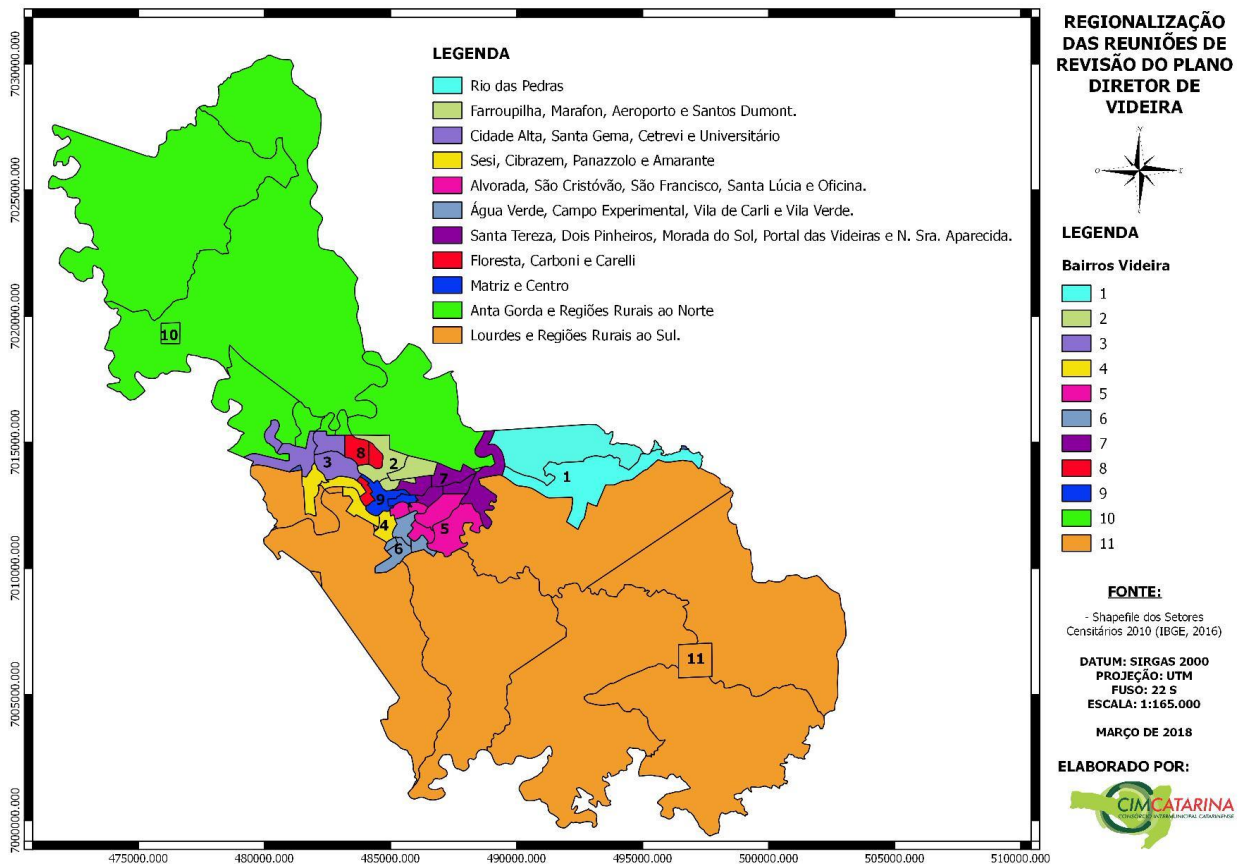 REGIONALIZAÇÃO
DAS REUNIÕES DE
REVISÃO DO PLANO
DIRETOR DE
VIDEIRA
LEGENDA
Rio das Pedras
Farroupilha, Marafon, Aeroporto e Santos Dumont.
Cidade Alta, Santa Gema, Cetrevi e Universitário
Sesi, Cibrazem, Panazzolo e Amarante
Alvorada, São Cristóvão, São Francisco, Santa Lúcia e Oficina.
Água Verde, Campo Experimental, Vila de Carli e Vila Verde.
Santa Tereza, Dois Pinheiros, Morada do Sol, Portal das Videiras e N. Sra. Aparecida.
Floresta, Carboni e Carelli
Matriz e Centro
Anta Gorda e Regiões Rurais ao Norte
Lourdes e Regiões Rurais ao Sul.
10
3
8
2
7
1
9
4
5
6
11
7030000.000
7025000.000
7020000.000
7015000.000
7010000.000
7005000.000
7000000.000
475000.000
480000.000
485000.000
490000.000
495000.000
500000.000
505000.000
510000.000
N
O
E
S
LEGENDA
Bairros Videira
1
2
3
4
5
6
7
8
9
10
11
FONTE:
- Shapefile dos Setores
Censitários 2010 (IBGE, 2016)
DATUM: SIRGAS 2000
PROJEÇÃO: UTM
FUSO: 22 S
ESCALA: 1:165.000
MARÇO DE 2018
ELABORADO POR:
CIMCATARINA
CONSÓRCIO INTERMUNICIPAL CATARINENSE